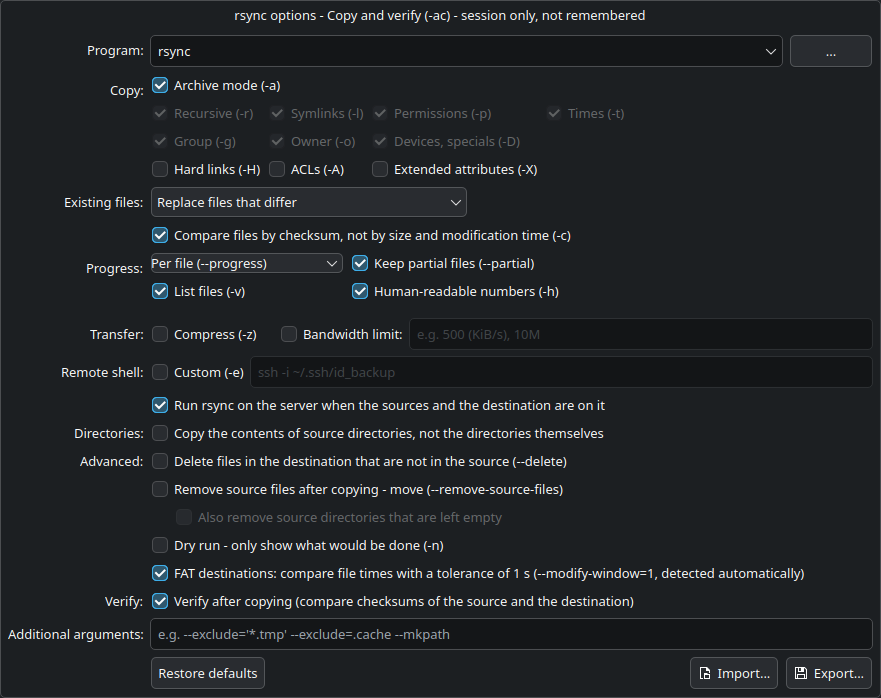 rsync options - Copy and verify (-ac) - session only, not remembered
Program: rsync ...
Copy: Archive mode (-a)
Recursive (-r) Symlinks (-l) Permissions (-p) Times (-t)
Group (-g) Owner (-o) Devices, specials (-D)
Hard links (-H) ACLs (-A) Extended attributes (-X)
Existing files: Replace files that differ
Compare files by checksum, not by size and modification time (-c)
Progress: Per file (--progress) Keep partial files (--partial)
List files (-v) Human-readable numbers (-h)
Transfer: Compress (-z) Bandwidth limit: e.g. 500 (KiB/s), 10M
Remote shell: Custom (-e) ssh -i ~/.ssh/id_backup
Run rsync on the server when the sources and the destination are on it
Directories: Copy the contents of source directories, not the directories themselves
Advanced: Delete files in the destination that are not in the source (--delete)
Remove source files after copying - move (--remove-source-files)
Also remove source directories that are left empty
Dry run - only show what would be done (-n)
FAT destinations: compare file times with a tolerance of 1 s (--modify-window=1, detected automatically)
Verify: Verify after copying (compare checksums of the source and the destination)
Additional arguments: e.g. --exclude='*.tmp' --exclude=.cache --mkpath
Restore defaults Import... Export...